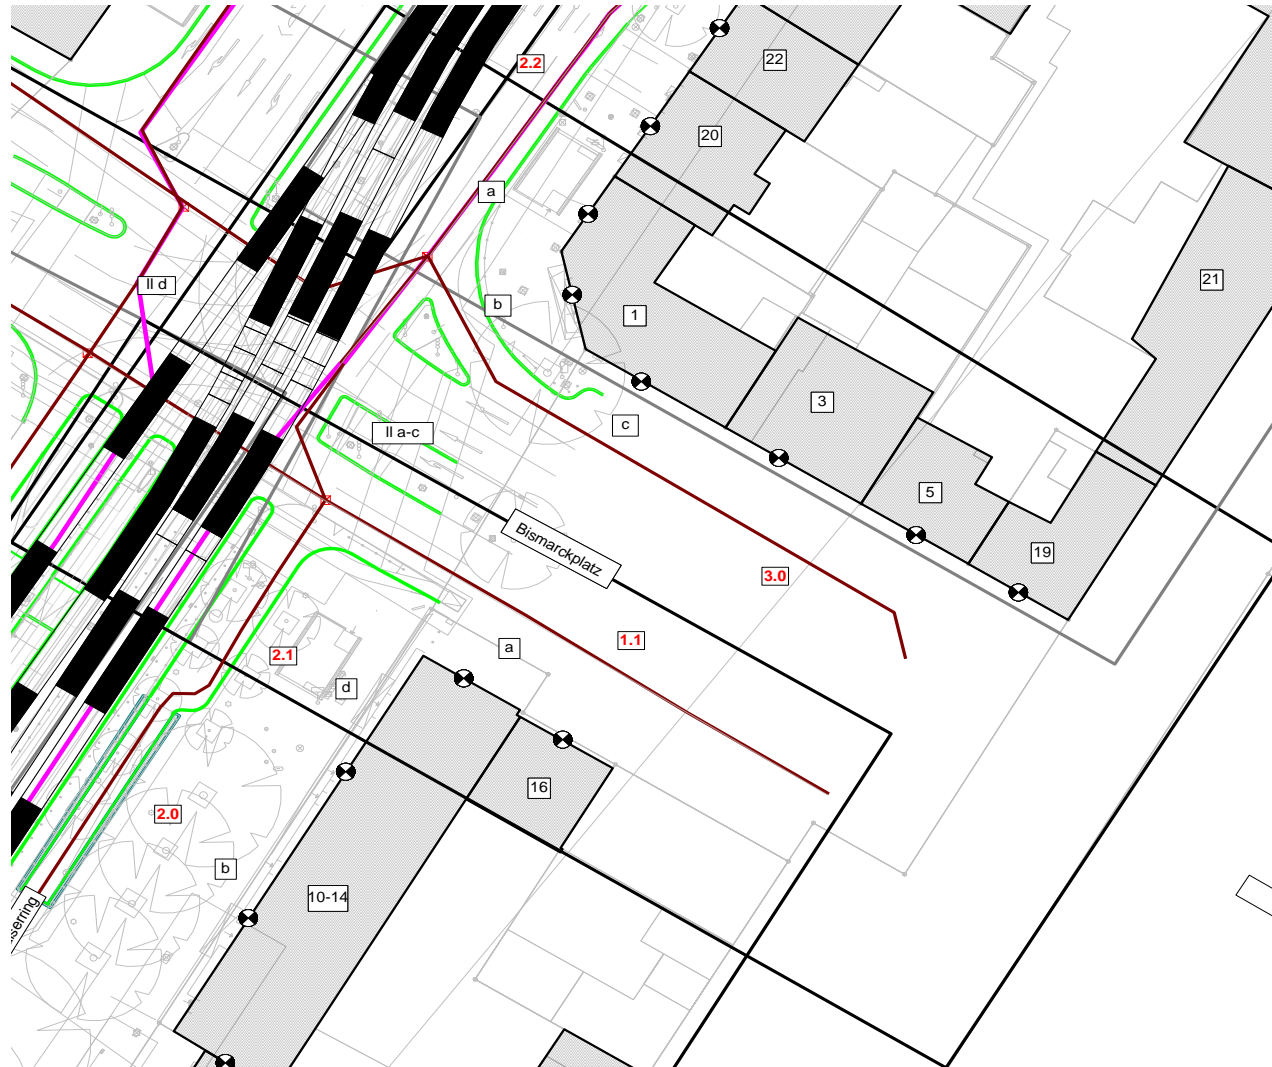 22
2.2
20
a
21
II d
b
1
3
c
II a-c
5
Bismarckplatz
19
3.0
1.1
a
2.1
d
16
2.0
b
10-14
serring